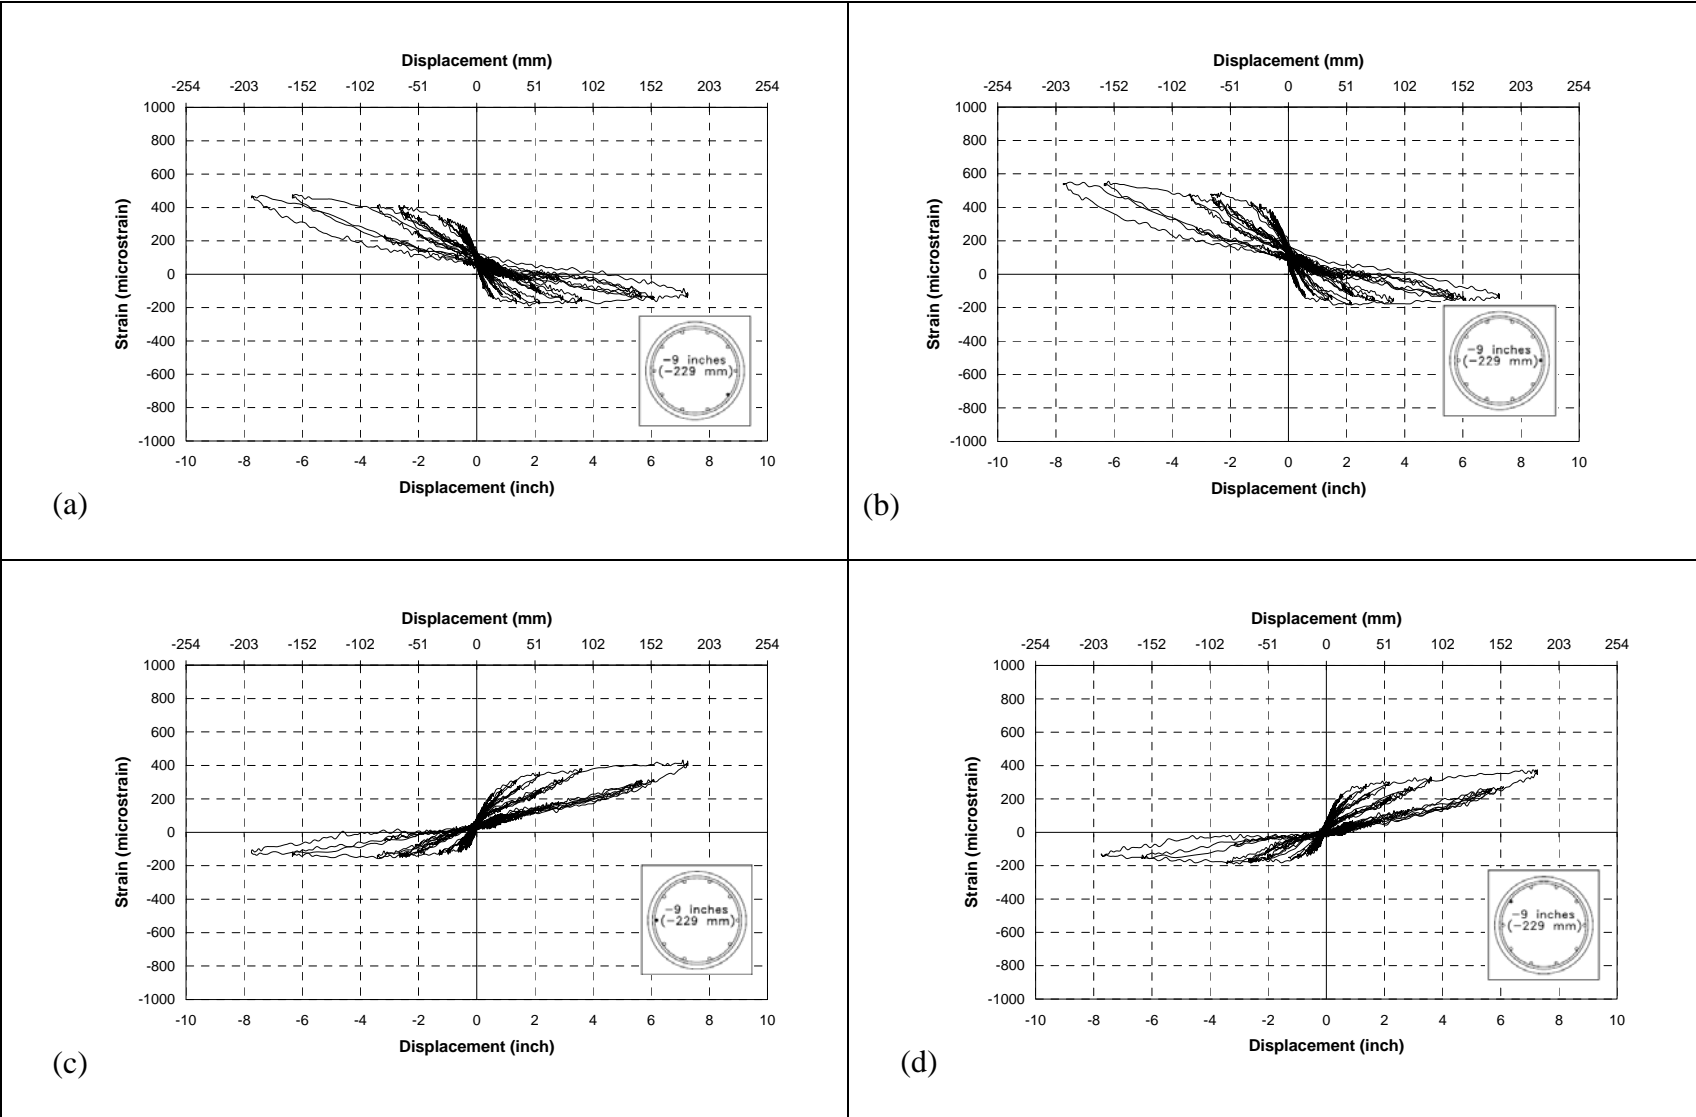 Displacement (mm)
-254 -203 -152 -102 -51 0 51 102 152 203 254
1000
800
600
400
200
0
-200
-400
-600
-800
-1000
Strain (microstrain)
-9 inches
(-229 mm)
-10 -8 -6 -4 -2 0 2 4 6 8 10
Displacement (inch)
(a)
Displacement (mm)
-254 -203 -152 -102 -51 0 51 102 152 203 254
1000
800
600
400
200
0
-200
-400
-600
-800
-1000
Strain (microstrain)
-9 inches
(-229 mm)
-10 -8 -6 -4 -2 0 2 4 6 8 10
Displacement (inch)
(b)
Displacement (mm)
-254 -203 -152 -102 -51 0 51 102 152 203 254
1000
800
600
400
200
0
-200
-400
-600
-800
-1000
Strain (microstrain)
-9 inches
(-229 mm)
-10 -8 -6 -4 -2 0 2 4 6 8 10
Displacement (inch)
(c)
Displacement (mm)
-254 -203 -152 -102 -51 0 51 102 152 203 254
1000
800
600
400
200
0
-200
-400
-600
-800
-1000
Strain (microstrain)
-9 inches
(-229 mm)
-10 -8 -6 -4 -2 0 2 4 6 8 10
Displacement (inch)
(d)